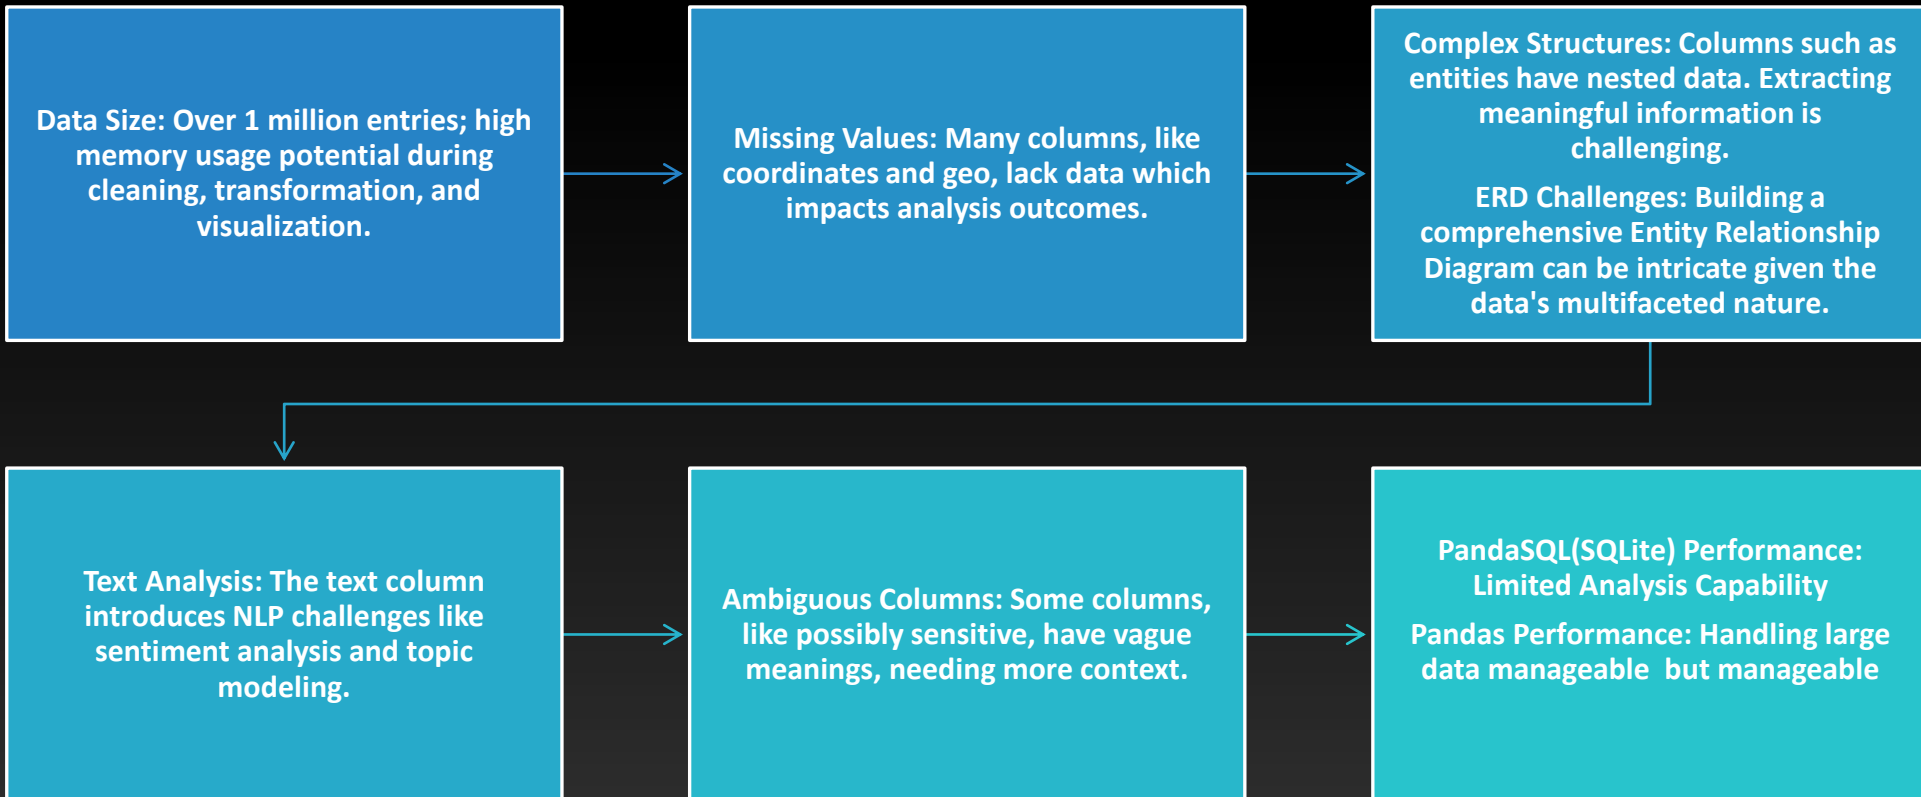 Data Size: Over 1 million entries; high
memory usage potential during
cleaning, transformation, and
visualization.
Missing Values: Many columns, like
coordinates and geo, lack data which
impacts analysis outcomes.
Complex Structures: Columns such as
entities have nested data. Extracting
meaningful information is
challenging.
ERD Challenges: Building a
comprehensive Entity Relationship
Diagram can be intricate given the
data's multifaceted nature.
Text Analysis: The text column
introduces NLP challenges like
sentiment analysis and topic
modeling.
Ambiguous Columns: Some columns,
like possibly sensitive, have vague
meanings, needing more context.
PandaSQL(SQLite) Performance:
Limited Analysis Capability
Pandas Performance: Handling large
data manageable  but manageable